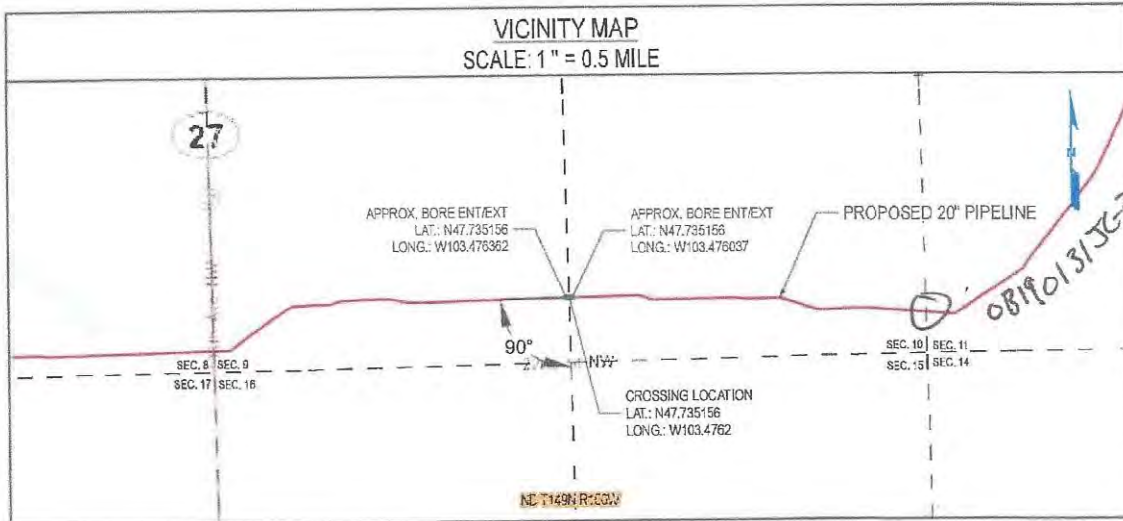 VICINITY MAP
SCALE: 1" = 0.5 MILE
27
APPROX. BORE ENT/EXT
LAT.: N47.735156
LONG.: W103.476362
APPROX. BORE ENT/EXT
LAT.: N47.735156
LONG.: W103.476037
PROPOSED 20" PIPELINE
90°
NW
SEC. 8 SEC. 9
SEC. 17 SEC. 16
SEC. 10 SEC. 11
SEC. 15 SEC. 14
CROSSING LOCATION
LAT.: N47.735156
LONG.: W103.4762
ND T149N R100W